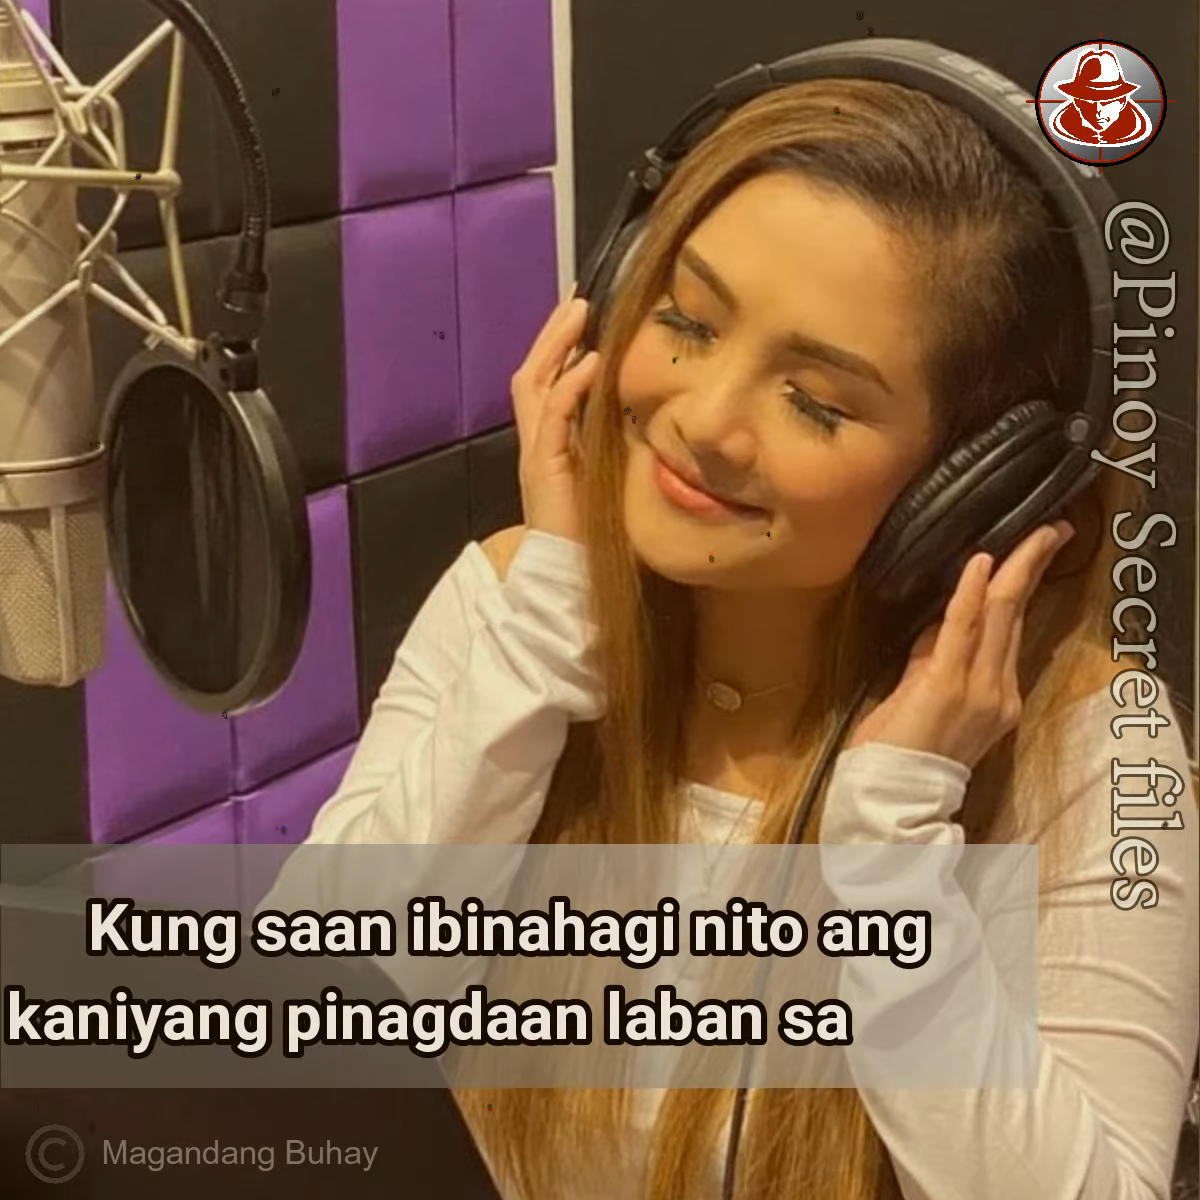 @Pinoy Secret files
Kung saan ibinahagi nito ang
kaniyang pinagdaan laban sa
© Magandang Buhay